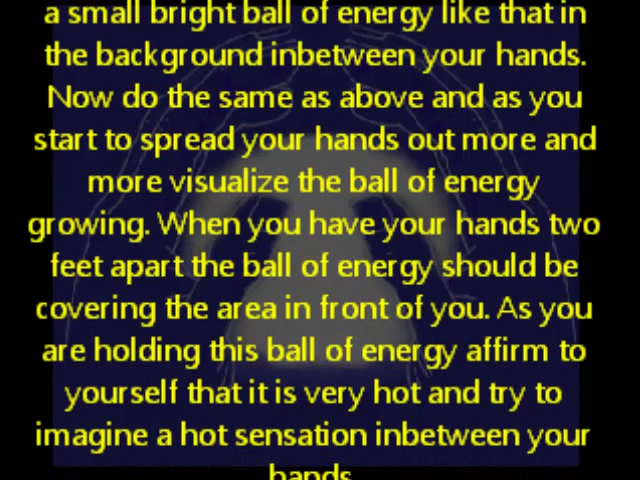 a small bright ball of energy like that in
the background inbetween your hands.
Now do the same as above and as you
start to spread your hands out more and
more visualize the ball of energy
growing. When you have your hands two
feet apart the ball of energy should be
covering the area in front of you. As you
are holding this ball of energy affirm to
yourself that it is very hot and try to
imagine a hot sensation inbetween your
hands